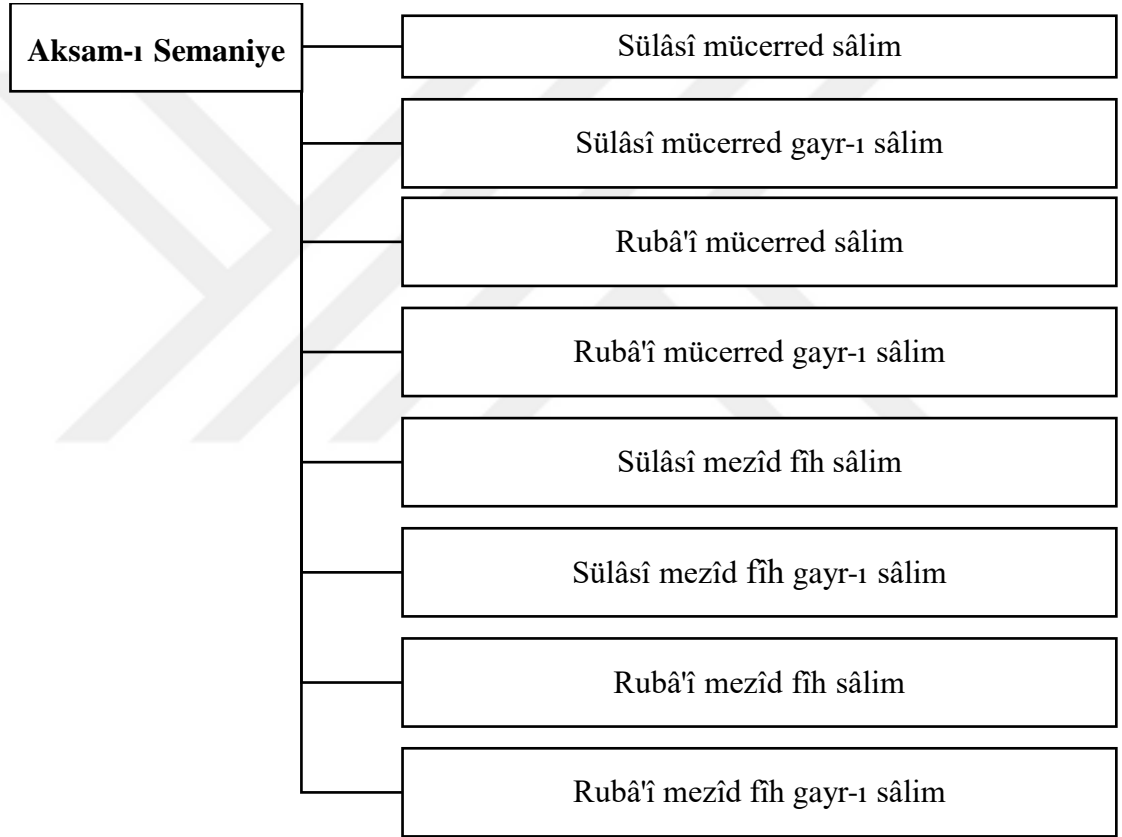 Aksam-ı Semaniye
Sülâsî mücerred sâlim
Sülâsî mücerred gayr-ı sâlim
Rubâ'î mücerred sâlim
Rubâ'î mücerred gayr-ı sâlim
Sülâsî mezîd fîh sâlim
Sülâsî mezîd fîh gayr-ı sâlim
Rubâ'î mezîd fîh sâlim
Rubâ'î mezîd fîh gayr-ı sâlim